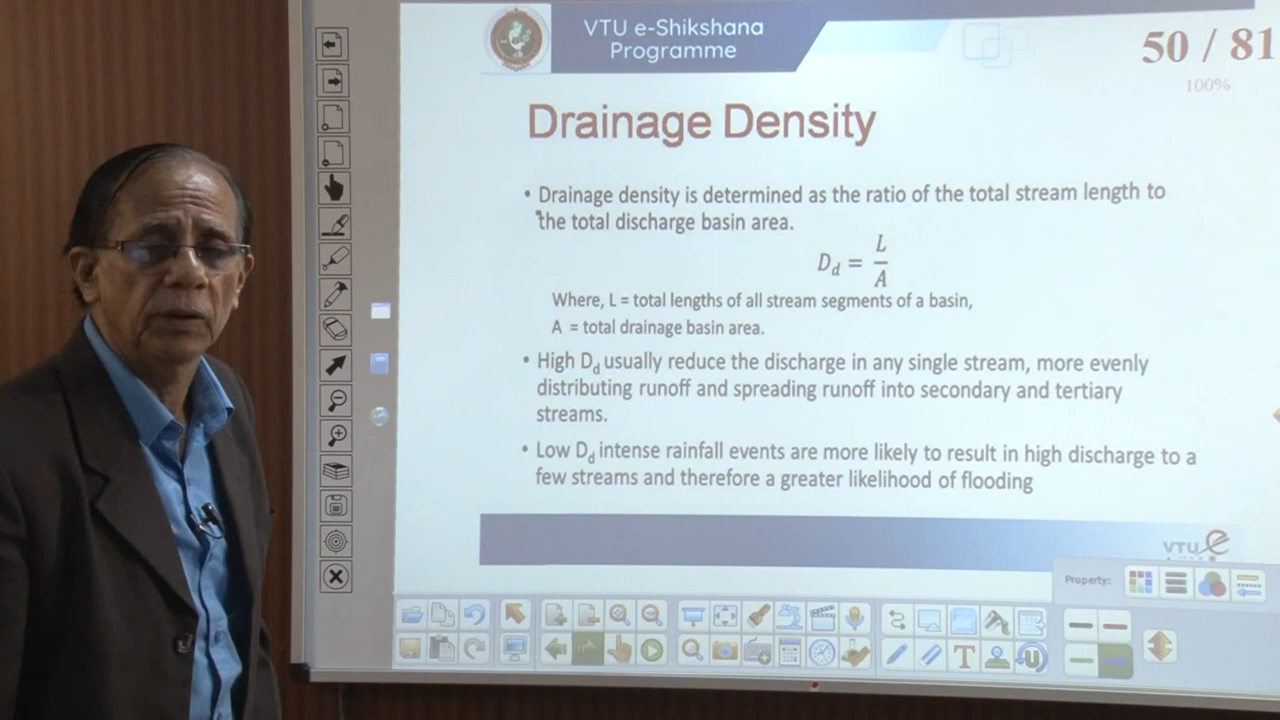 VTU e-Shikshana
Programme
50 / 81
100%
Drainage Density
• Drainage density is determined as the ratio of the total stream length to
the total discharge basin area.
D_d = L/A
Where, L = total lengths of all stream segments of a basin,
A = total drainage basin area.
• High D_d usually reduce the discharge in any single stream, more evenly
distributing runoff and spreading runoff into secondary and tertiary
streams.
• Low D_d intense rainfall events are more likely to result in high discharge to a
few streams and therefore a greater likelihood of flooding
VTU e
Property:
T
U